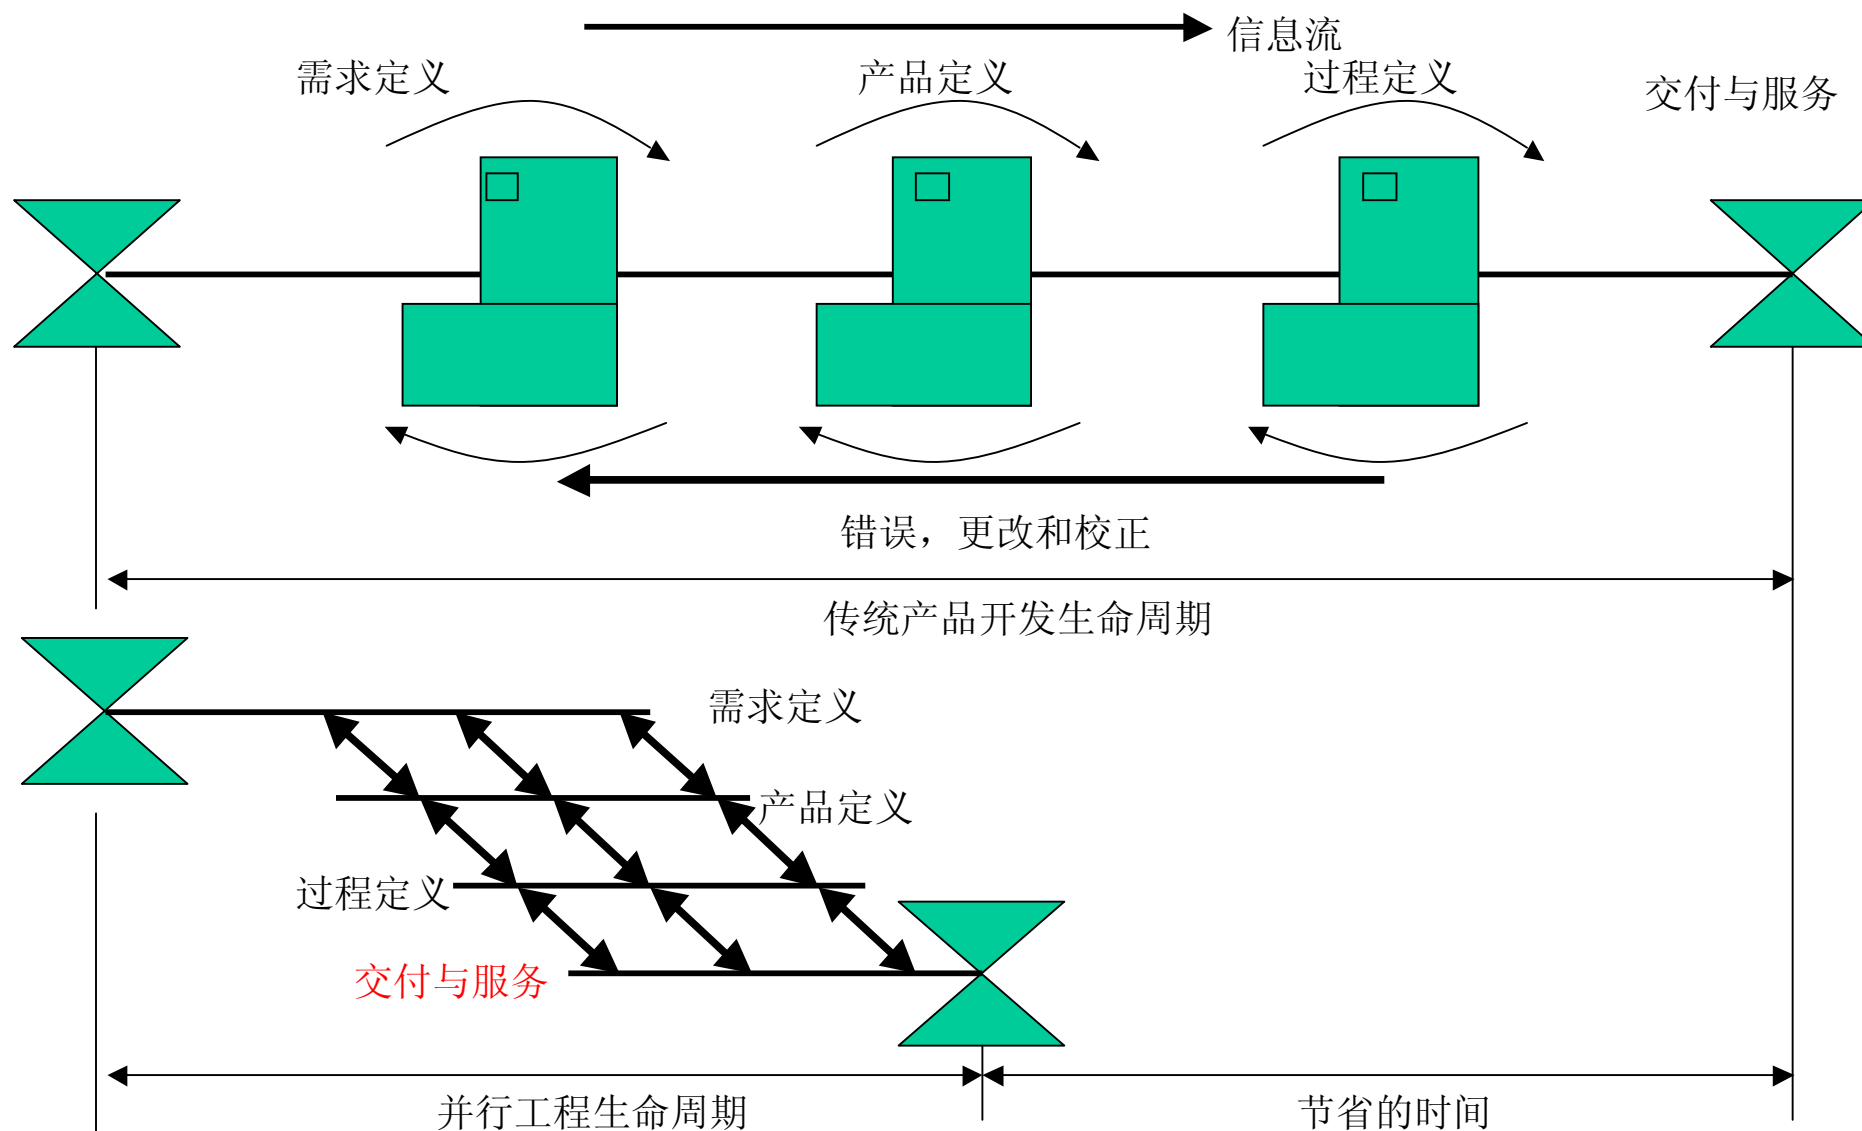 信息流
需求定义
产品定义
过程定义
交付与服务
错误，更改和校正
传统产品开发生命周期
需求定义
产品定义
过程定义
交付与服务
并行工程生命周期
节省的时间